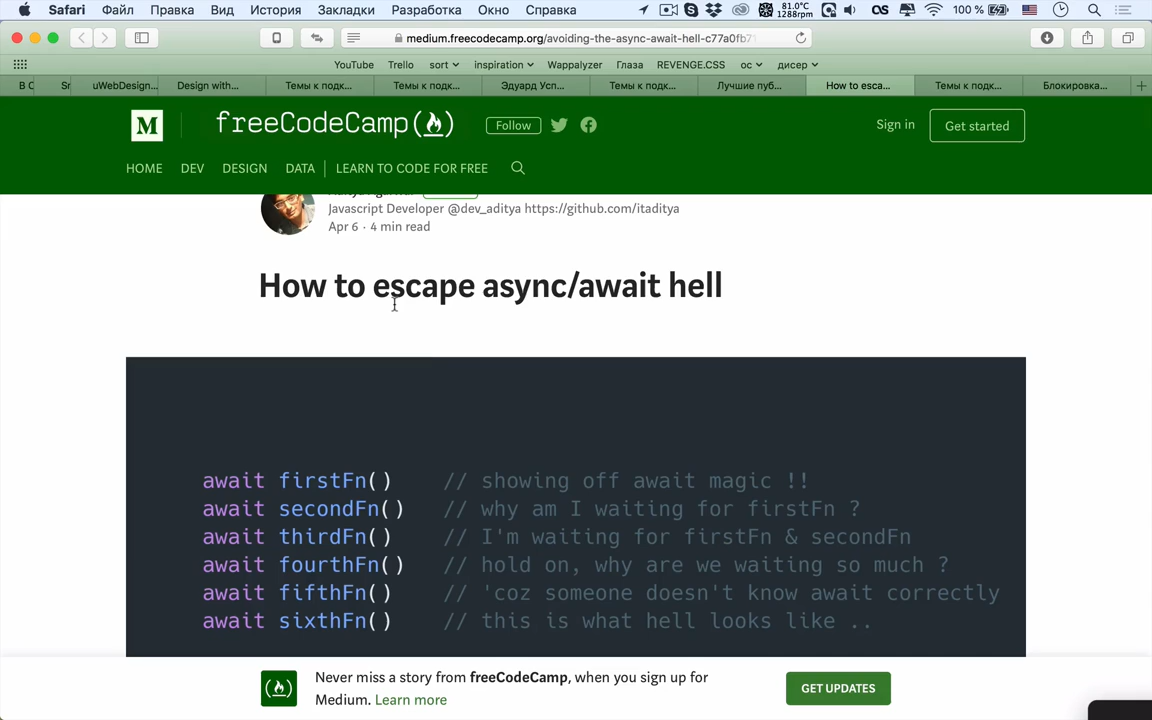 Safari Файл Правка Вид История Закладки Разработка Окно Справка 81.0°C 1288rpm 100 %
medium.freecodecamp.org/avoiding-the-async-await-hell-c77a0fb7
YouTube Trello sort inspiration Wappalyzer Глаза REVENGE.CSS ос дисер
В С Sr uWebDesign... Design with... Темы к подк... Темы к подк... Эдуард Усп... Темы к подк... Лучшие пуб... How to esca... Темы к подк... Блокировка...
M freeCodeCamp Follow Sign in Get started
HOME DEV DESIGN DATA LEARN TO CODE FOR FREE
Javascript Developer @dev_aditya https://github.com/itaditya
Apr 6 · 4 min read
How to escape async/await hell
await firstFn() // showing off await magic !!
await secondFn() // why am I waiting for firstFn ?
await thirdFn() // I'm waiting for firstFn & secondFn
await fourthFn() // hold on, why are we waiting so much ?
await fifthFn() // 'coz someone doesn't know await correctly
await sixthFn() // this is what hell looks like ..
Never miss a story from freeCodeCamp, when you sign up for
Medium. Learn more
GET UPDATES